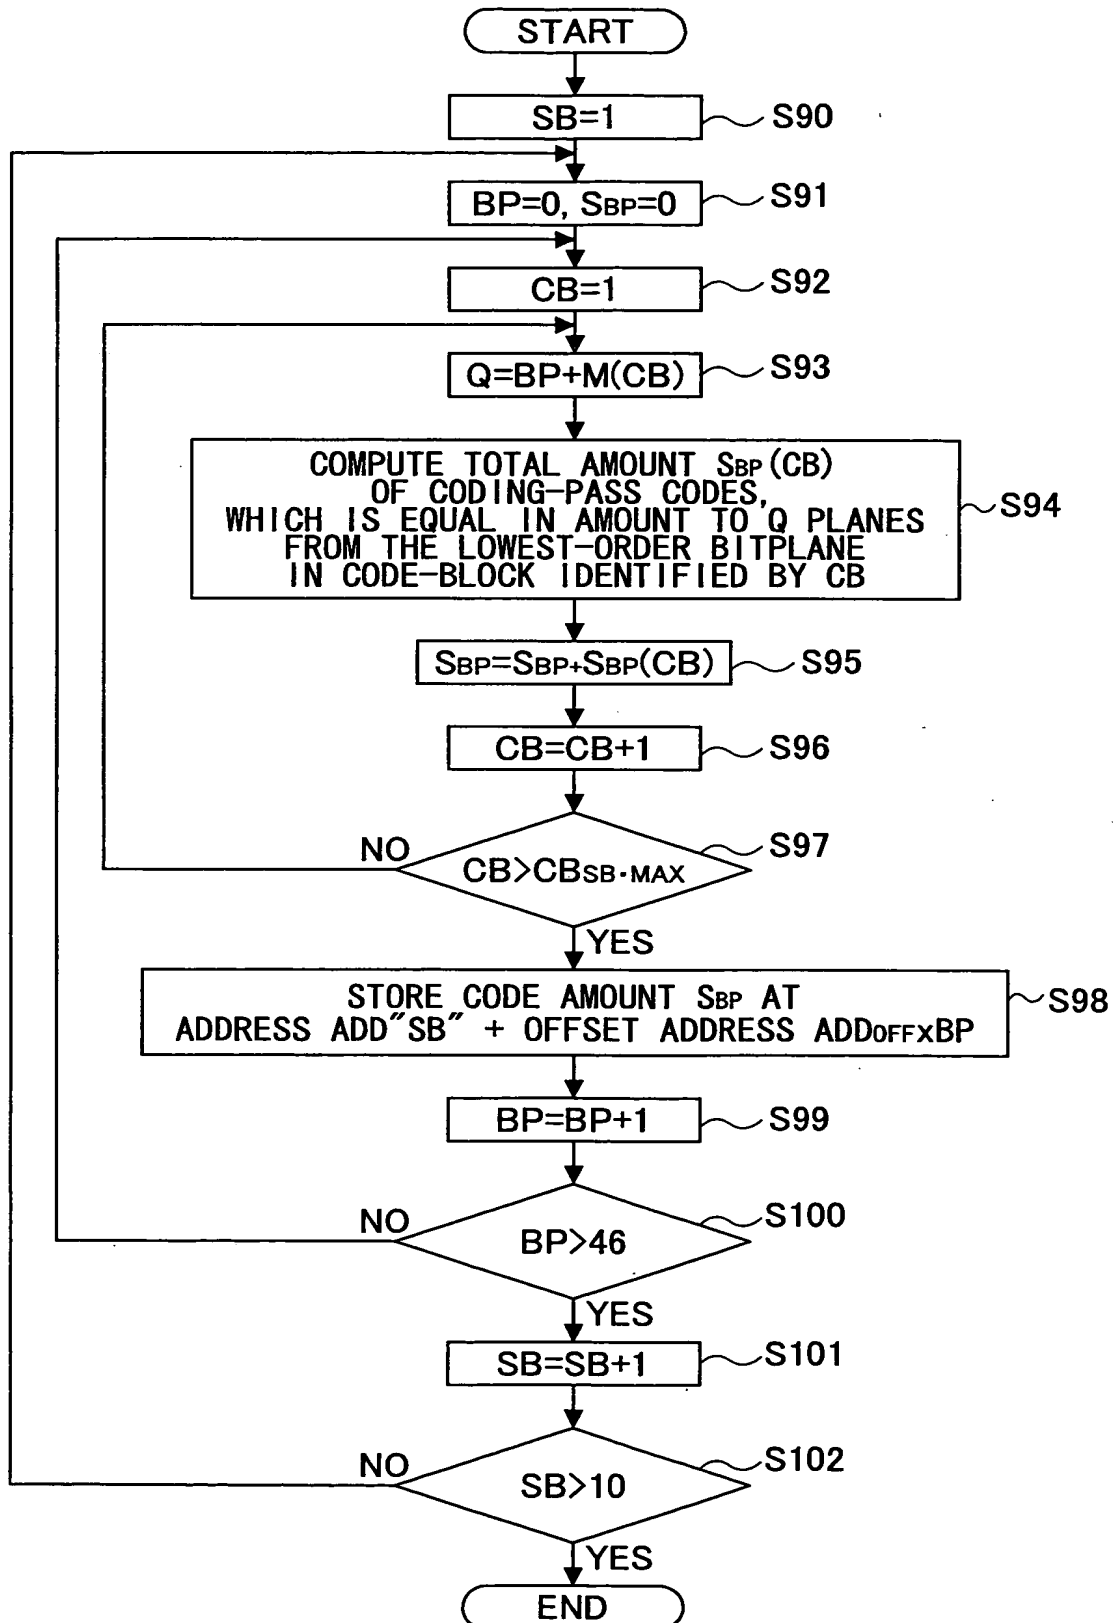 START
SB=1
S90
BP=0, SBP=0
S91
CB=1
S92
Q=BP+M(CB)
S93
COMPUTE TOTAL AMOUNT SBP(CB)
OF CODING-PASS CODES,
WHICH IS EQUAL IN AMOUNT TO Q PLANES
FROM THE LOWEST-ORDER BITPLANE
IN CODE-BLOCK IDENTIFIED BY CB
S94
SBP=SBP+SBP(CB)
S95
CB=CB+1
S96
NO
CB>CBSB·MAX
S97
YES
STORE CODE AMOUNT SBP AT
ADDRESS ADD"SB" + OFFSET ADDRESS ADDOFFxBP
S98
BP=BP+1
S99
NO
BP>46
S100
YES
SB=SB+1
S101
NO
SB>10
S102
YES
END